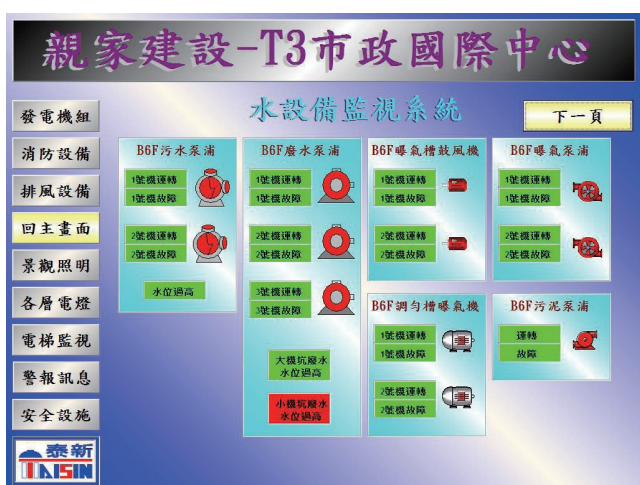 親家建設-T3市政國際中心
水設備監視系統
下一頁
發電機組
消防設備
排風設備
回主畫面
景觀照明
各層電燈
電梯監視
警報訊息
安全設施
泰新
TAISIN
B6F污水泵浦
1號機運轉
1號機故障
2號機運轉
2號機故障
水位過高
B6F廢水泵浦
1號機運轉
1號機故障
2號機運轉
2號機故障
3號機運轉
3號機故障
大機坑廢水
水位過高
小機坑廢水
水位過高
B6F曝氣槽鼓風機
1號機運轉
1號機故障
2號機運轉
2號機故障
B6F曝氣泵浦
1號機運轉
1號機故障
2號機運轉
2號機故障
B6F調勻槽曝氣機
1號機運轉
1號機故障
2號機運轉
2號機故障
B6F污泥泵浦
運轉
故障